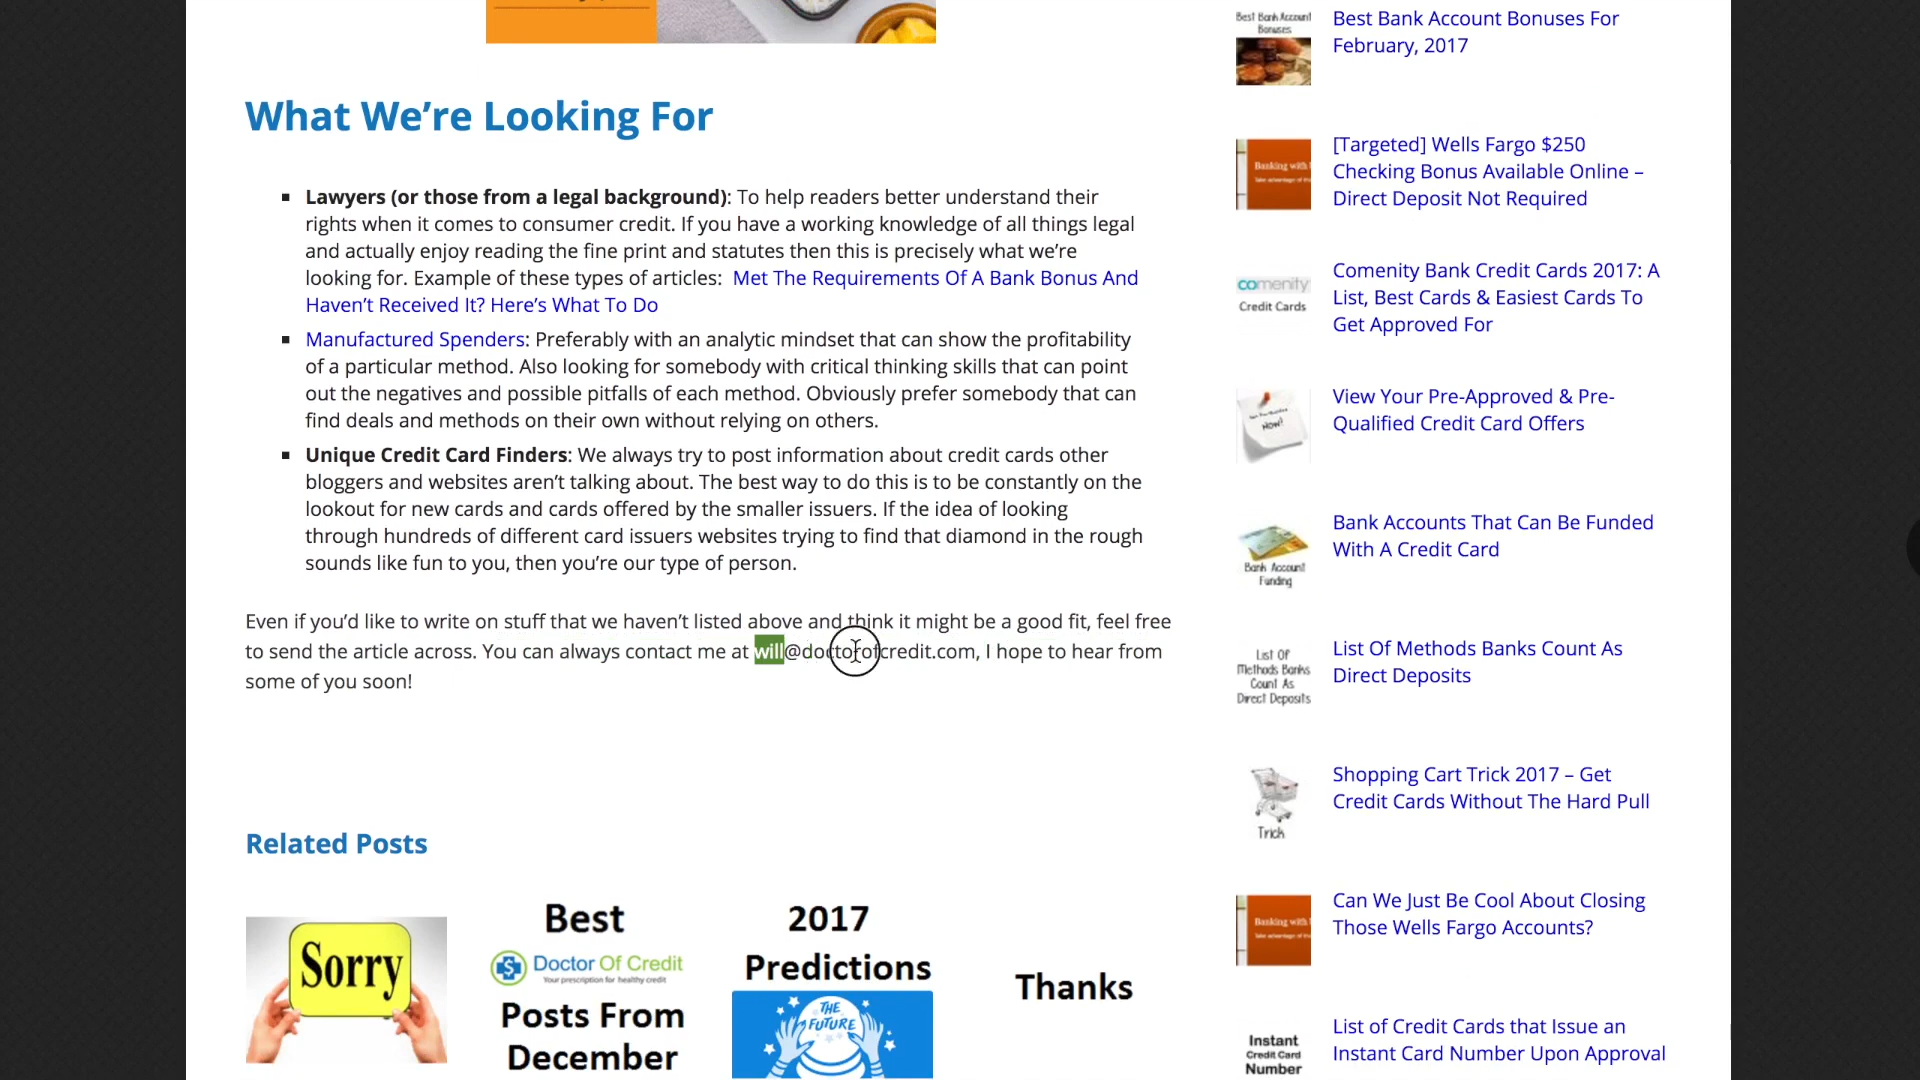 What We’re Looking For
Lawyers (or those from a legal background): To help readers better understand their
rights when it comes to consumer credit. If you have a working knowledge of all things legal
and actually enjoy reading the fine print and statutes then this is precisely what we’re
looking for. Example of these types of articles: Met The Requirements Of A Bank Bonus And
Haven’t Received It? Here’s What To Do
Manufactured Spenders: Preferably with an analytic mindset that can show the profitability
of a particular method. Also looking for somebody with critical thinking skills that can point
out the negatives and possible pitfalls of each method. Obviously prefer somebody that can
find deals and methods on their own without relying on others.
Unique Credit Card Finders: We always try to post information about credit cards other
bloggers and websites aren’t talking about. The best way to do this is to be constantly on the
lookout for new cards and cards offered by the smaller issuers. If the idea of looking
through hundreds of different card issuers websites trying to find that diamond in the rough
sounds like fun to you, then you’re our type of person.
Even if you’d like to write on stuff that we haven’t listed above and think it might be a good fit, feel free
to send the article across. You can always contact me at will@doctorofcredit.com, I hope to hear from
some of you soon!
Related Posts
Sorry
Best
Doctor Of Credit
Your prescription for healthy credit
Posts From
December
2017
Predictions
THE
FUTURE
Thanks
Best Bank Account
Bonuses
Best Bank Account Bonuses For
February, 2017
Banking with
[Targeted] Wells Fargo $250
Checking Bonus Available Online –
Direct Deposit Not Required
comenity
Credit Cards
Comenity Bank Credit Cards 2017: A
List, Best Cards & Easiest Cards To
Get Approved For
NOW!
View Your Pre-Approved & Pre-
Qualified Credit Card Offers
Bank Account
Funding
Bank Accounts That Can Be Funded
With A Credit Card
List Of
Methods Banks
Count As
Direct Deposits
List Of Methods Banks Count As
Direct Deposits
Trick
Shopping Cart Trick 2017 – Get
Credit Cards Without The Hard Pull
Banking with
Can We Just Be Cool About Closing
Those Wells Fargo Accounts?
Instant
Credit Card
Number
List of Credit Cards that Issue an
Instant Card Number Upon Approval